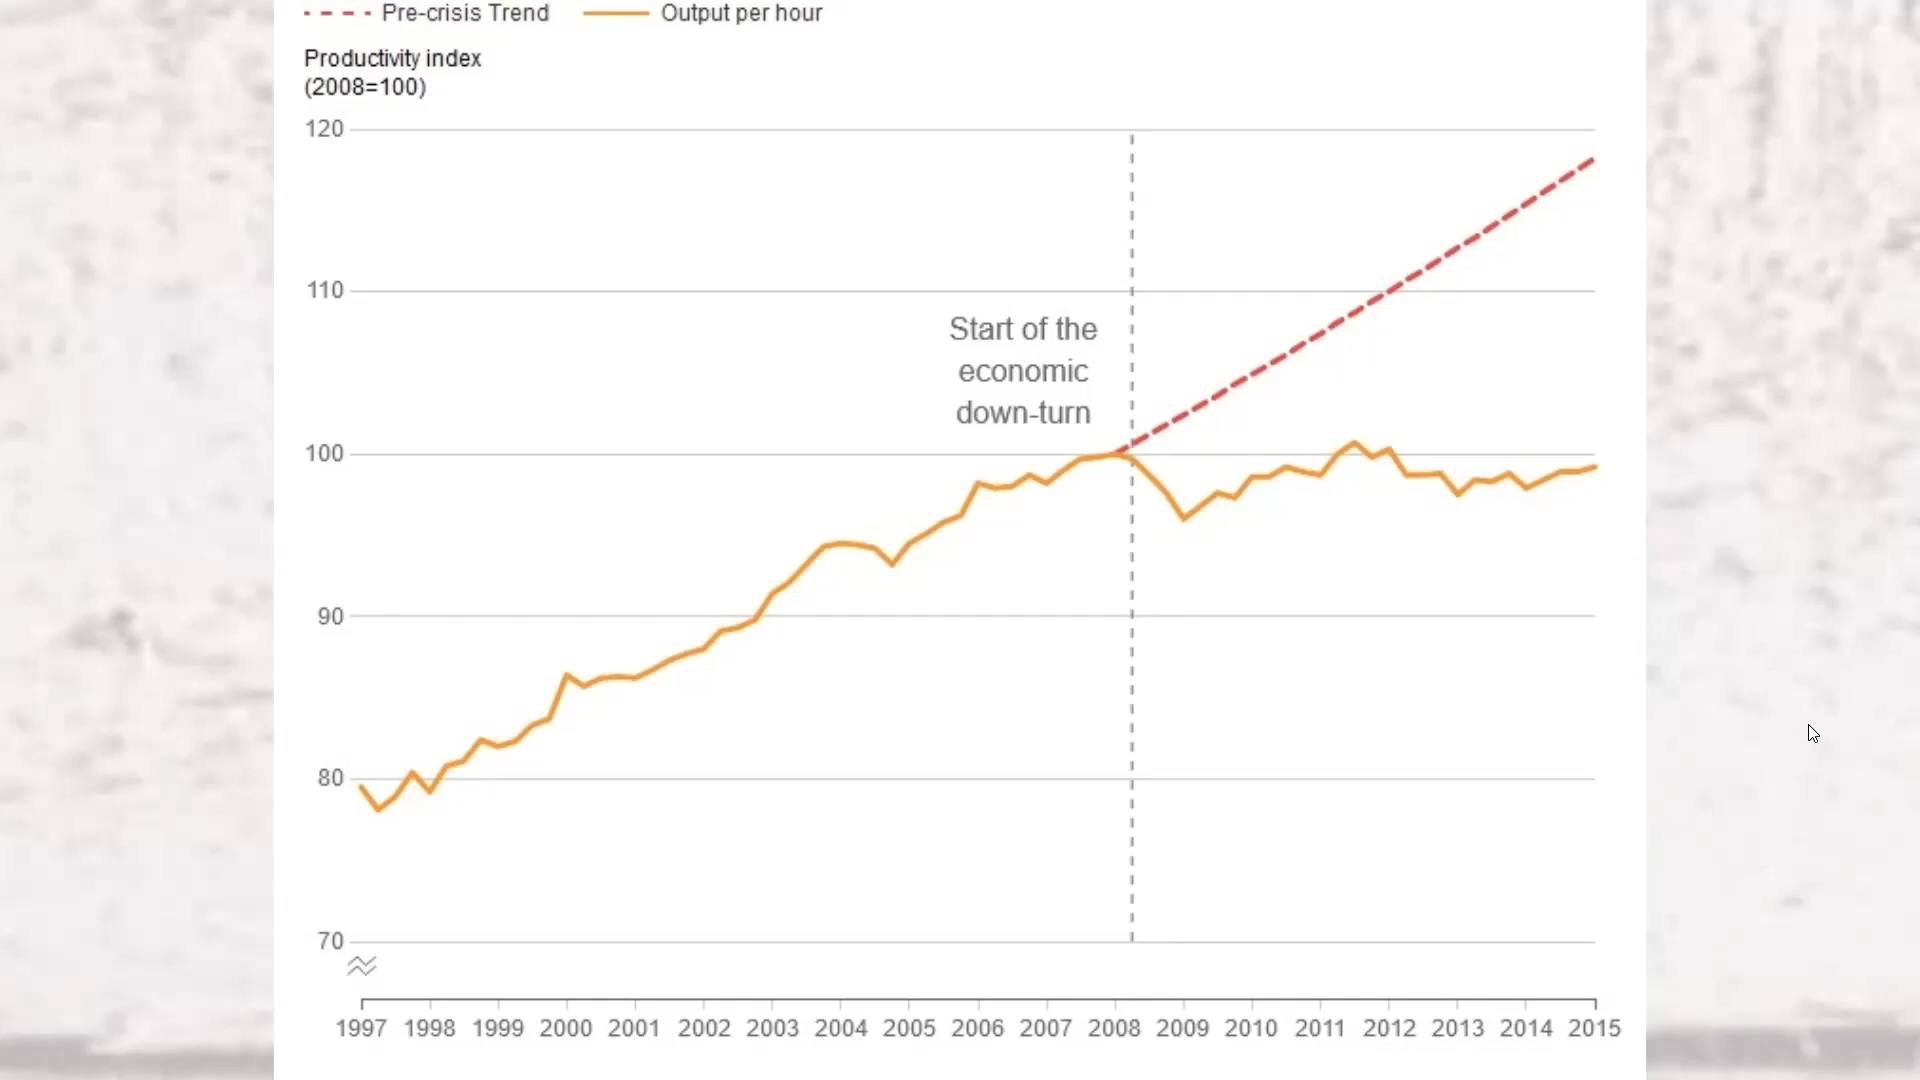 Pre-crisis Trend Output per hour
Productivity index
(2008=100)
120
110
Start of the
economic
down-turn
100
90
80
70
1997 1998 1999 2000 2001 2002 2003 2004 2005 2006 2007 2008 2009 2010 2011 2012 2013 2014 2015